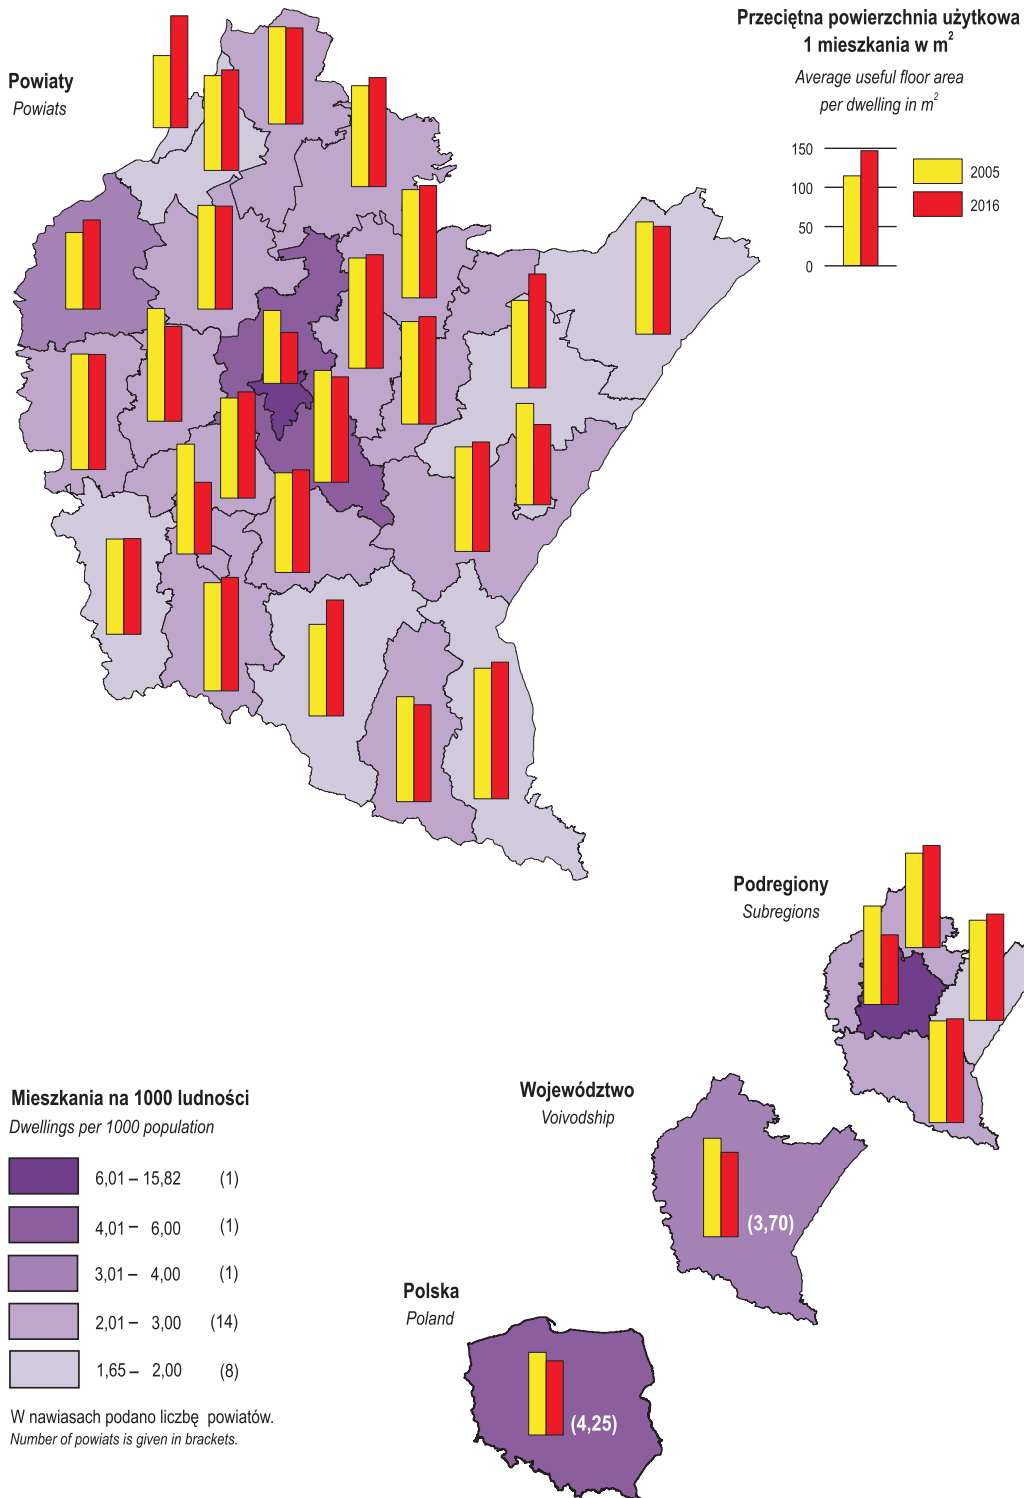 Przeciętna powierzchnia użytkowa
1 mieszkania w m²
Average useful floor area
per dwelling in m²
150
100
50
0
2005
2016
Powiaty
Powiats
Podregiony
Subregions
Województwo
Voivodship
(3,70)
Polska
Poland
(4,25)
Mieszkania na 1000 ludności
Dwellings per 1000 population
6,01 – 15,82 (1)
4,01 – 6,00 (1)
3,01 – 4,00 (1)
2,01 – 3,00 (14)
1,65 – 2,00 (8)
W nawiasach podano liczbę powiatów.
Number of powiats is given in brackets.